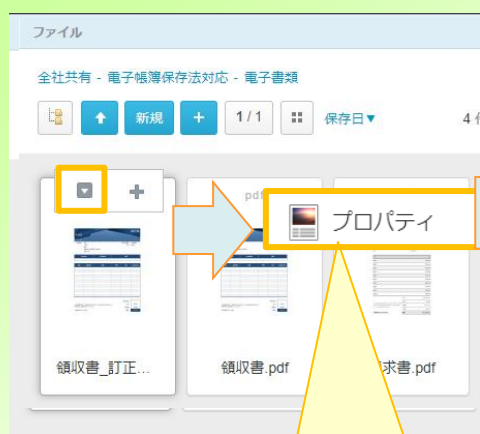 ファイル
全社共有 - 電子帳簿保存法対応 - 電子書類
新規 + 1 / 1 保存日▼ 4
pdf
プロパティ
領収書_訂正... 領収書.pdf 求書.pdf